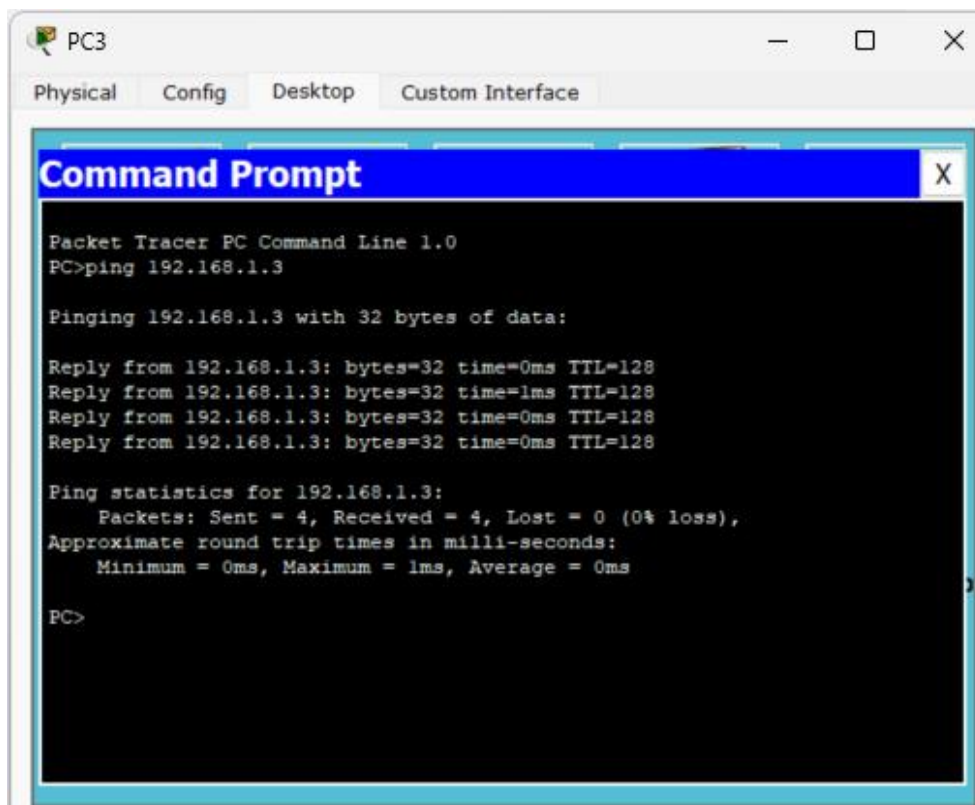 PC3
Physical Config Desktop Custom Interface
Command Prompt
X
Packet Tracer PC Command Line 1.0
PC>ping 192.168.1.3
Pinging 192.168.1.3 with 32 bytes of data:
Reply from 192.168.1.3: bytes=32 time=0ms TTL=128
Reply from 192.168.1.3: bytes=32 time=1ms TTL=128
Reply from 192.168.1.3: bytes=32 time=0ms TTL=128
Reply from 192.168.1.3: bytes=32 time=0ms TTL=128
Ping statistics for 192.168.1.3:
Packets: Sent = 4, Received = 4, Lost = 0 (0% loss),
Approximate round trip times in milli-seconds:
Minimum = 0ms, Maximum = 1ms, Average = 0ms
PC>